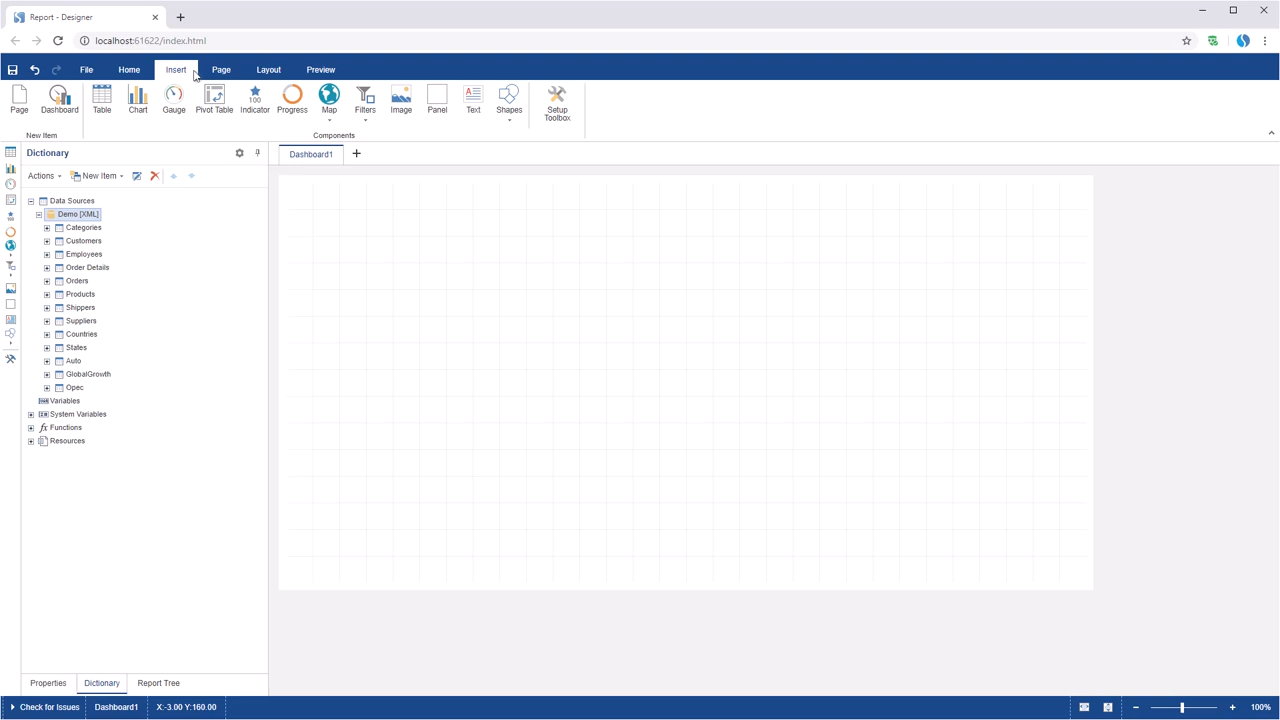 Report - Designer
localhost:61622/index.html
File Home Insert Page Layout Preview
Page Dashboard Table Chart Gauge Pivot Table Indicator Progress Map Filters Image Panel Text Shapes Setup Toolbox
New Item Components
Dictionary
Dashboard1
Actions New Item
Data Sources
Demo [XML]
Categories
Customers
Employees
Order Details
Orders
Products
Shippers
Suppliers
Countries
States
Auto
GlobalGrowth
Opec
Variables
System Variables
Functions
Resources
Properties Dictionary Report Tree
Check for Issues Dashboard1 X:-3.00 Y:160.00 100%